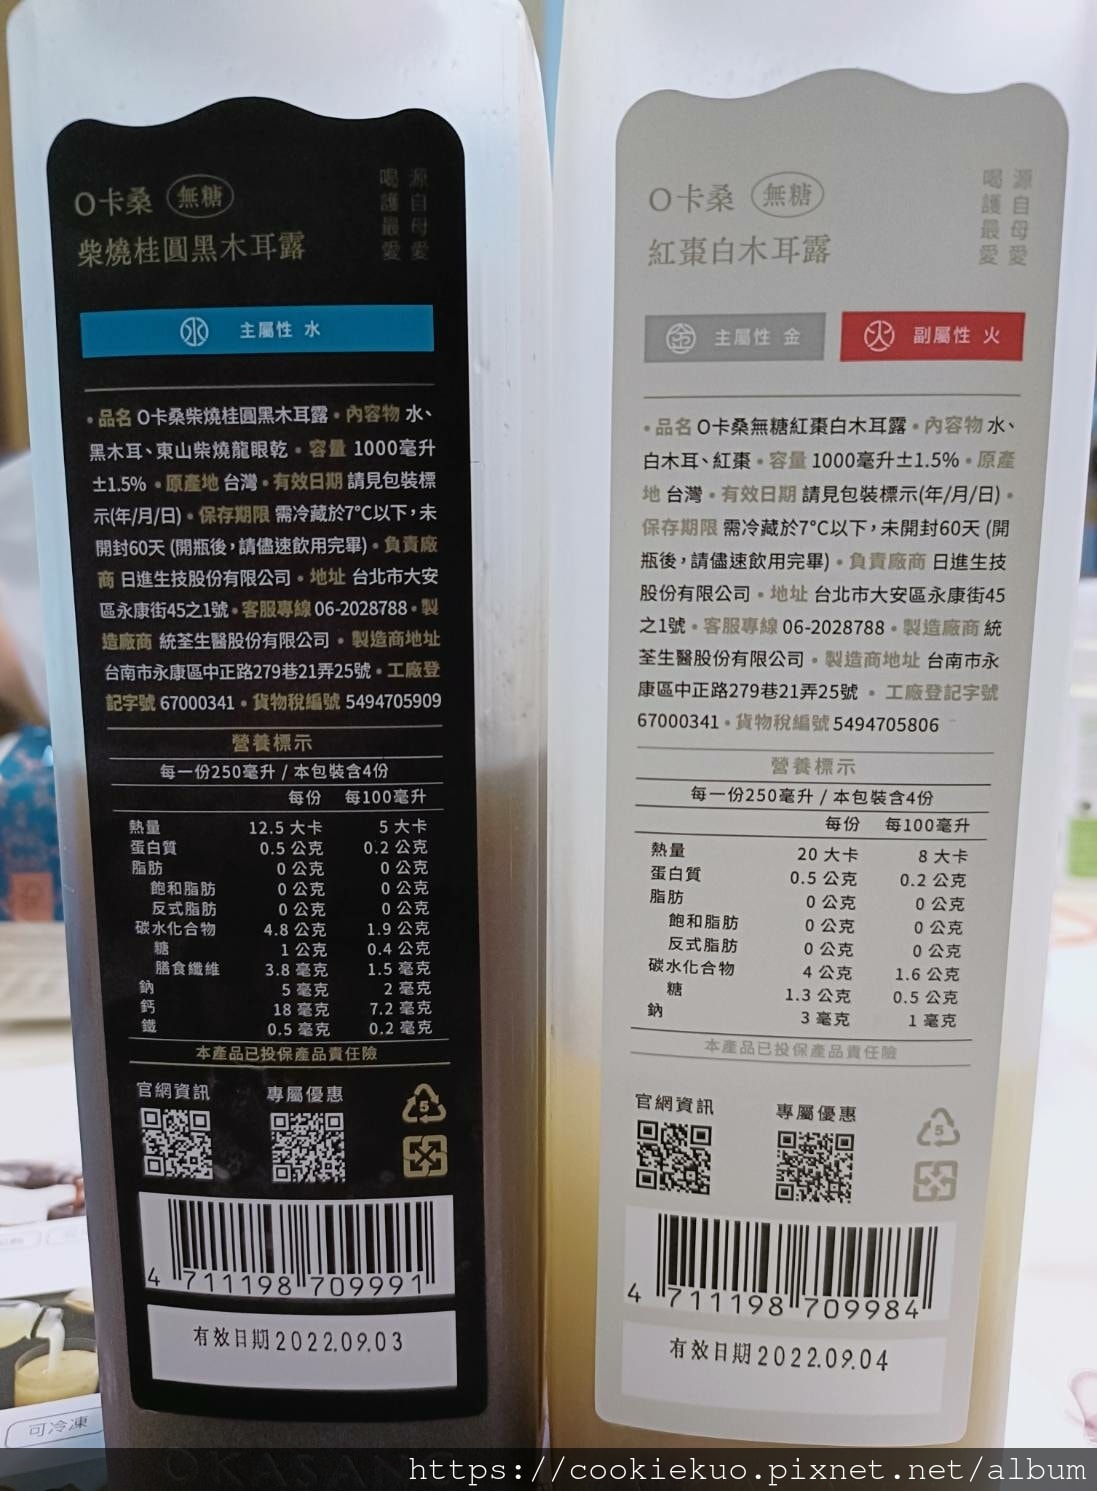 O卡桑 無糖
柴燒桂圓黑木耳露
源自母愛
喝護最愛
水 主屬性 水
•品名 O卡桑柴燒桂圓黑木耳露•內容物 水、
黑木耳、東山柴燒龍眼乾•容量 1000毫升
±1.5% •原產地 台灣•有效日期 請見包裝標
示(年/月/日)•保存期限 需冷藏於7°C以下，未
開封60天 (開瓶後，請儘速飲用完畢)•負責廠
商 日進生技股份有限公司•地址 台北市大安
區永康街45之1號•客服專線 06-2028788•製
造廠商 統荃生醫股份有限公司•製造商地址
台南市永康區中正路279巷21弄25號•工廠登
記字號 67000341•貨物稅編號 5494705909
營養標示
每一份250毫升 / 本包裝含4份
每份 每100毫升
熱量 12.5 大卡 5 大卡
蛋白質 0.5 公克 0.2 公克
脂肪 0 公克 0 公克
飽和脂肪 0 公克 0 公克
反式脂肪 0 公克 0 公克
碳水化合物 4.8 公克 1.9 公克
糖 1 公克 0.4 公克
膳食纖維 3.8 毫克 1.5 毫克
鈉 5 毫克 2 毫克
鈣 18 毫克 7.2 毫克
鐵 0.5 毫克 0.2 毫克
本產品已投保產品責任險
官網資訊 專屬優惠
5
4 711198 709991
有效日期 2022.09.03
可冷凍
O卡桑 無糖
紅棗白木耳露
源自母愛
喝護最愛
金 主屬性 金 火 副屬性 火
•品名 O卡桑無糖紅棗白木耳露•內容物 水、
白木耳、紅棗•容量 1000毫升±1.5%•原產
地 台灣•有效日期 請見包裝標示(年/月/日)•
保存期限 需冷藏於7°C以下，未開封60天 (開
瓶後，請儘速飲用完畢)•負責廠商 日進生技
股份有限公司•地址 台北市大安區永康街45
之1號•客服專線 06-2028788•製造廠商 統
荃生醫股份有限公司•製造商地址 台南市永
康區中正路279巷21弄25號•工廠登記字號
67000341•貨物稅編號 5494705806
營養標示
每一份250毫升 / 本包裝含4份
每份 每100毫升
熱量 20 大卡 8 大卡
蛋白質 0.5 公克 0.2 公克
脂肪 0 公克 0 公克
飽和脂肪 0 公克 0 公克
反式脂肪 0 公克 0 公克
碳水化合物 4 公克 1.6 公克
糖 1.3 公克 0.5 公克
鈉 3 毫克 1 毫克
本產品已投保產品責任險
官網資訊 專屬優惠
5
4 711198 709984
有效日期 2022.09.04
OKASAN
https://cookiekuo.pixnet.net/album